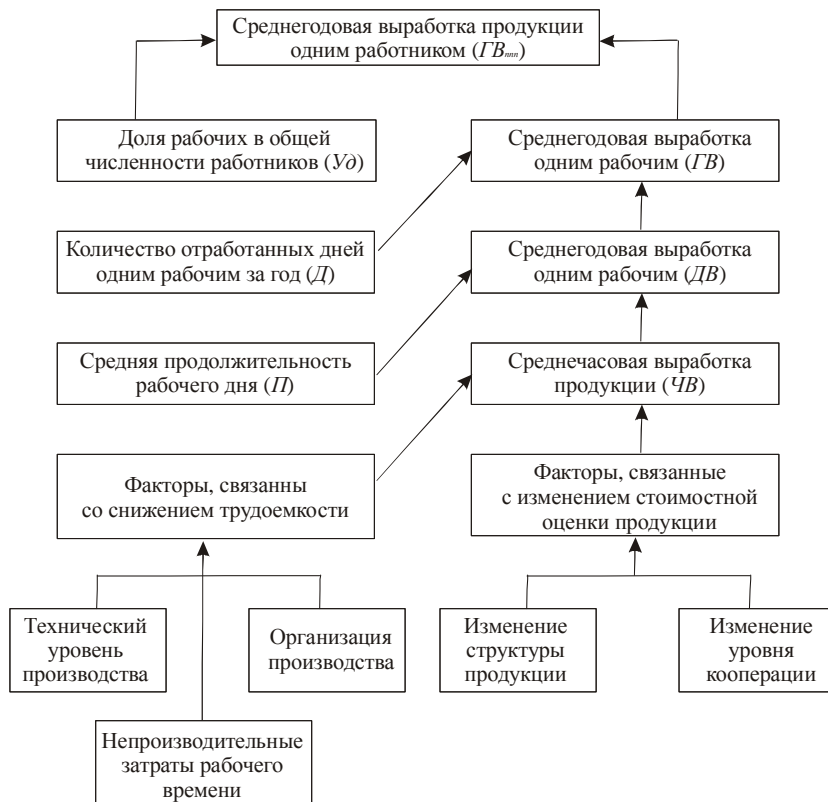 Среднегодовая выработка продукции
одним работником (ГВппп)
Доля рабочих в общей
численности работников (Уд)
Среднегодовая выработка
одним рабочим (ГВ)
Количество отработанных дней
одним рабочим за год (Д)
Среднегодовая выработка
одним рабочим (ДВ)
Средняя продолжительность
рабочего дня (П)
Среднечасовая выработка
продукции (ЧВ)
Факторы, связанны
со снижением трудоемкости
Факторы, связанные
с изменением стоимостной
оценки продукции
Технический
уровень
производства
Организация
производства
Изменение
структуры
продукции
Изменение
уровня
кооперации
Непроизводительные
затраты рабочего
времени